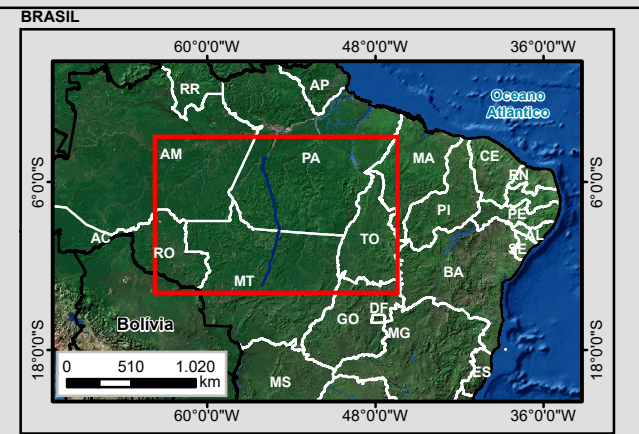 BRASIL
60°0'0"W 48°0'0"W 36°0'0"W
AP
RR
Oceano
Atlântico
6°0'0"S
AM
PA
MA
CE
RN
6°0'0"S
PI
PE
AC
RO
TO
AL
SE
MT
BA
Bolívia
DF
GO
MG
18°0'0"S
0 510 1.020
km
MS
ES
18°0'0"S
60°0'0"W 48°0'0"W 36°0'0"W